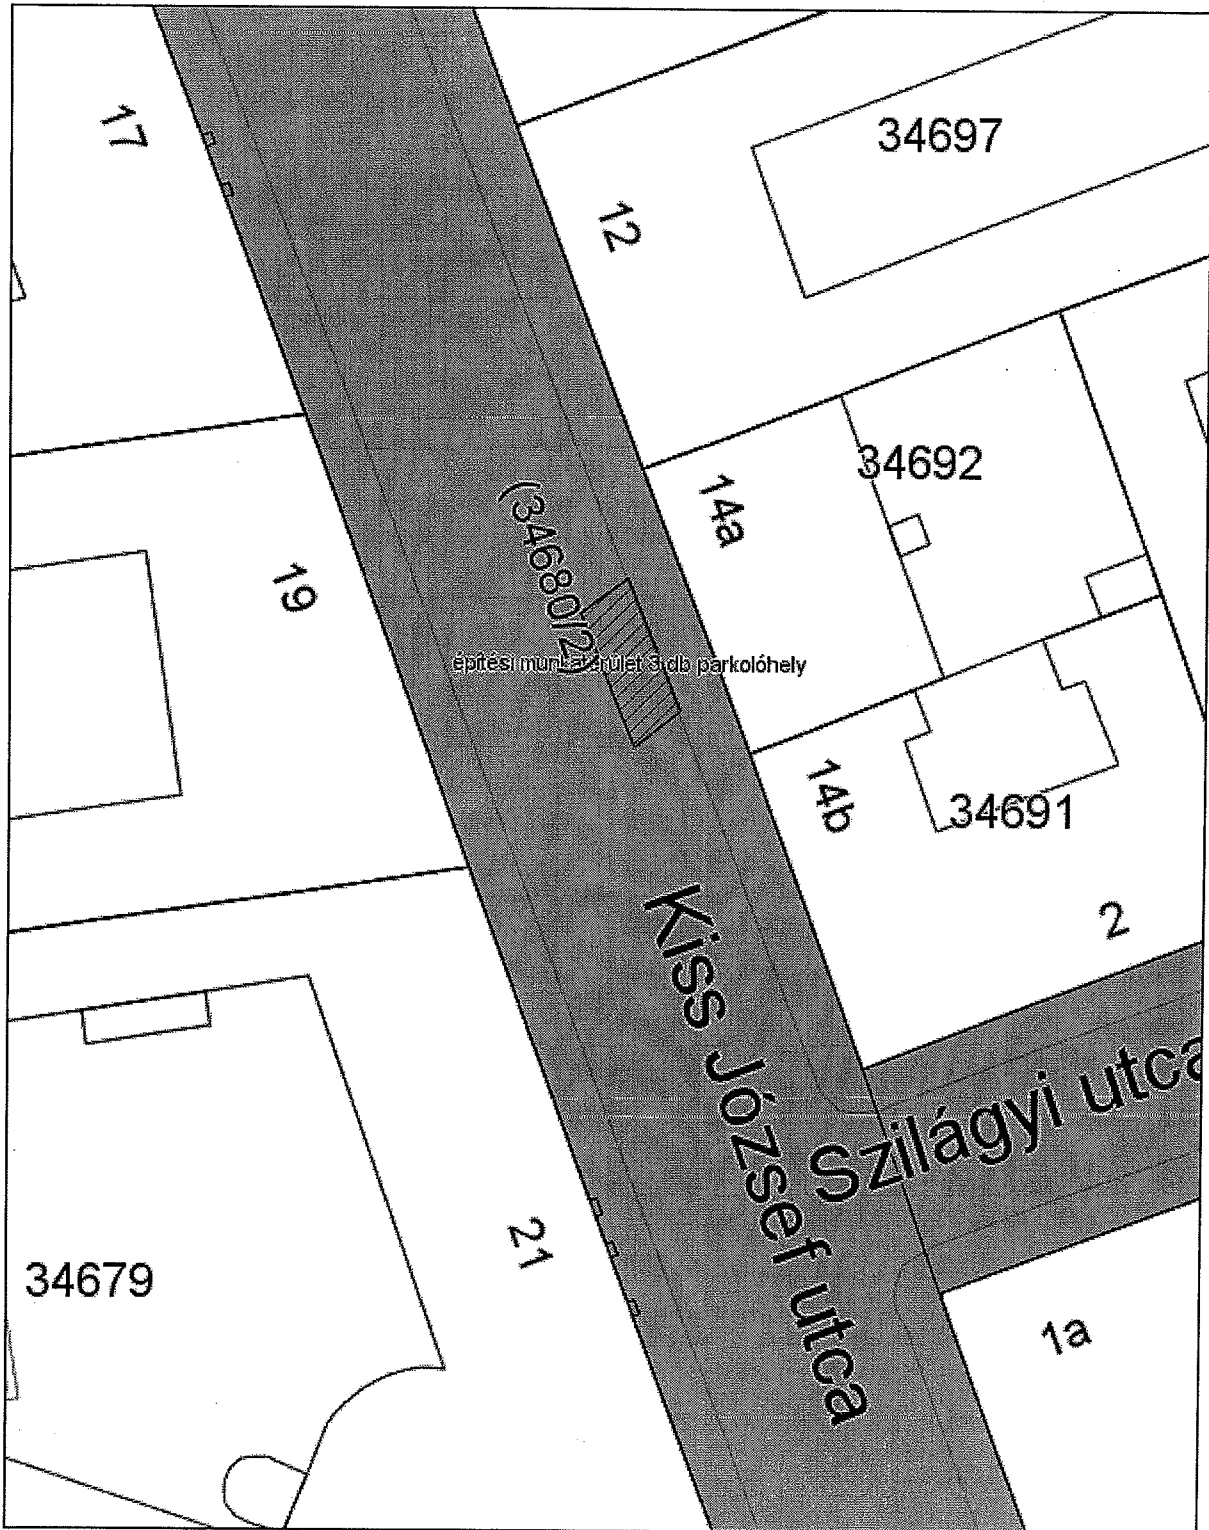 17
34697
12
34692
14a
(34680/2)
19
építési munkaterület 3 db parkolóhely
14b
34691
2
Kiss József utca
Szilágyi utca
21
34679
1a